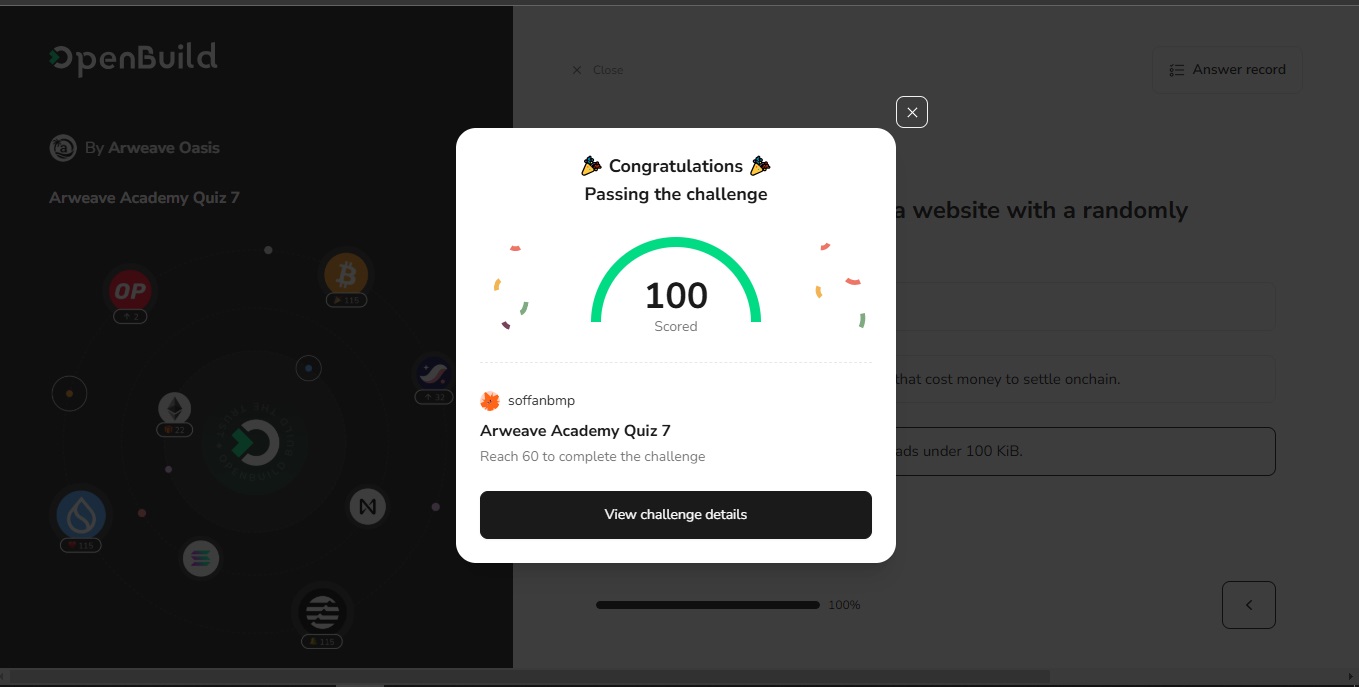 OpenBuild
By Arweave Oasis
Arweave Academy Quiz 7
OP
2
115
32
22
115
115
Close
Answer record
a website with a randomly
that cost money to settle onchain.
ads under 100 KiB.
100%
Congratulations
Passing the challenge
100
Scored
soffanbmp
Arweave Academy Quiz 7
Reach 60 to complete the challenge
View challenge details